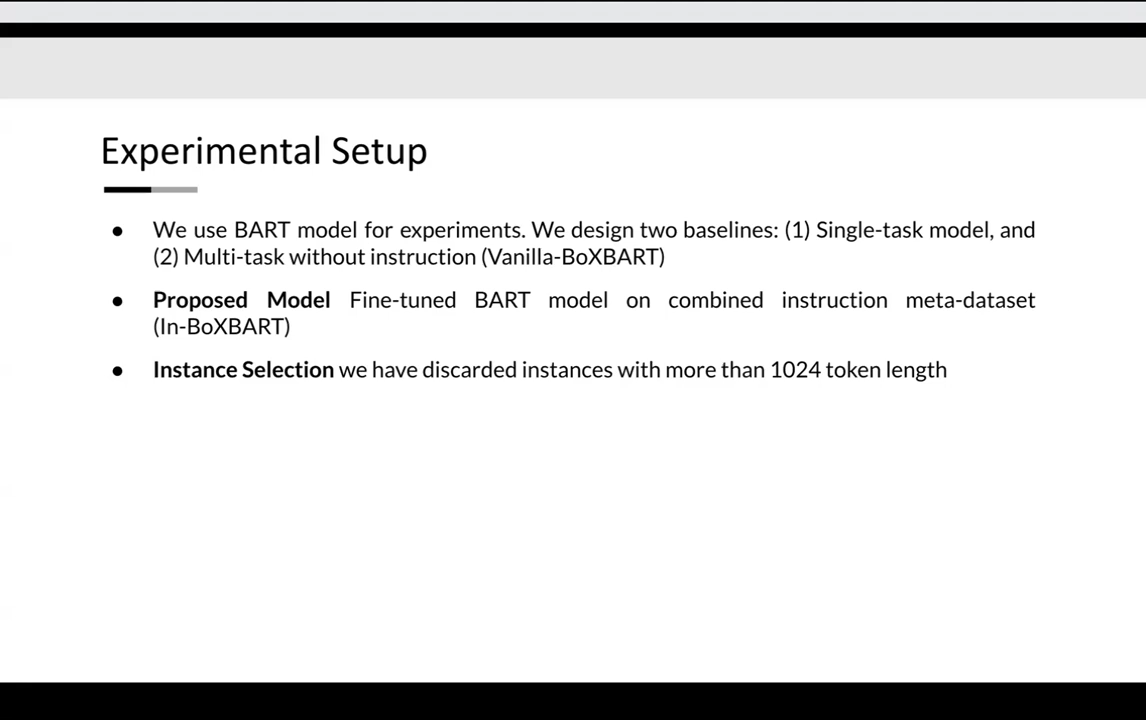 Experimental Setup
● We use BART model for experiments. We design two baselines: (1) Single-task model, and
(2) Multi-task without instruction (Vanilla-BoXBART)
● Proposed Model Fine-tuned BART model on combined instruction meta-dataset
(In-BoXBART)
● Instance Selection we have discarded instances with more than 1024 token length